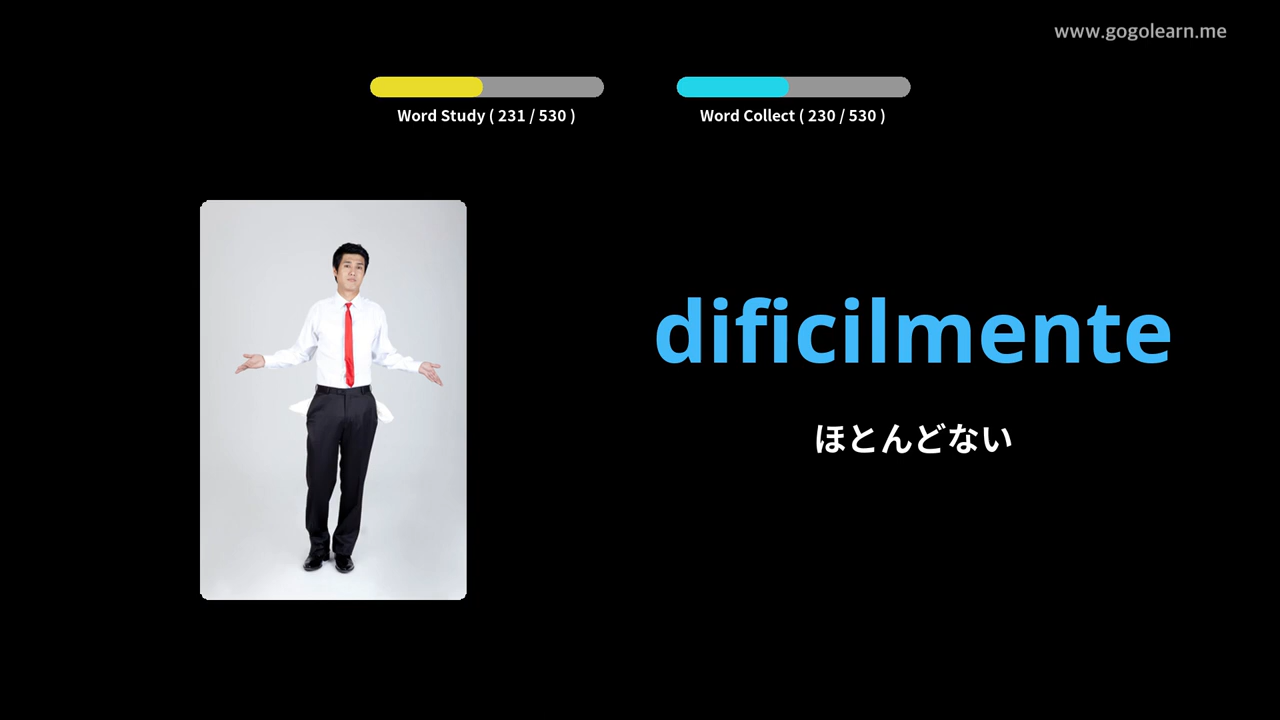 www.gogolearn.me
Word Study ( 231 / 530 )
Word Collect ( 230 / 530 )
dificilmente
ほとんどない